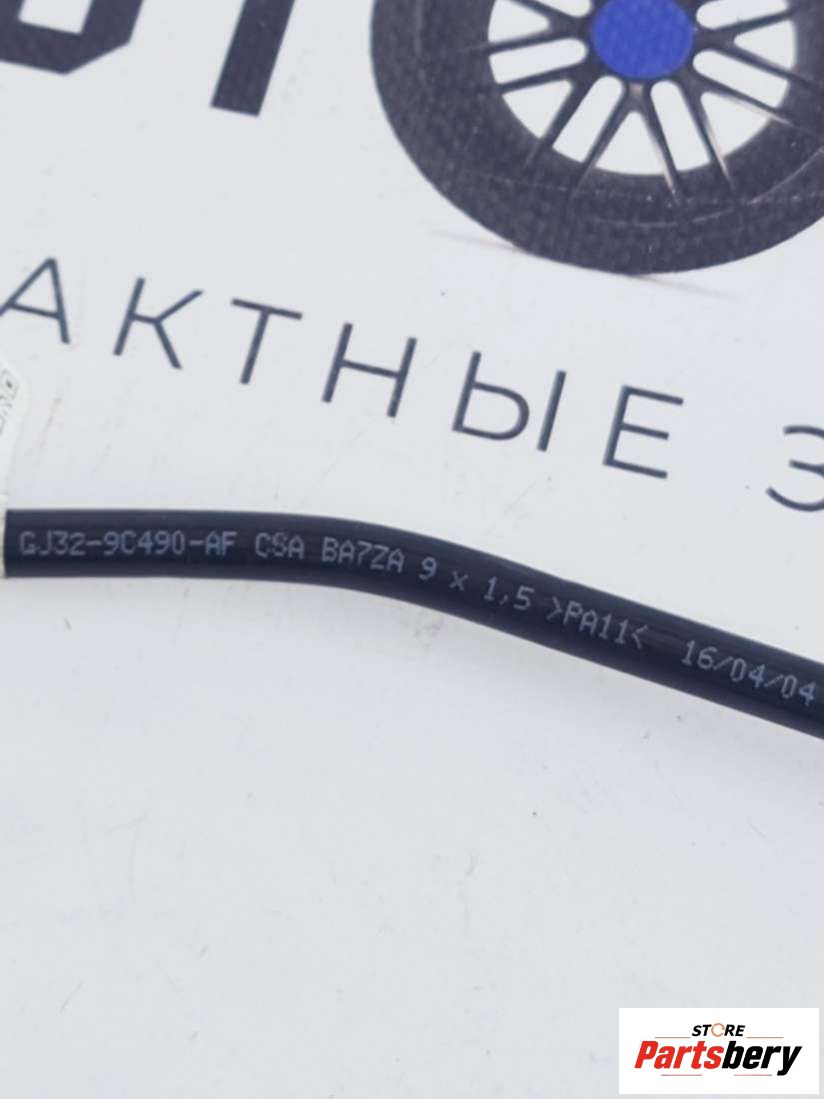 АКТНЫЕ З
GJ32-9C490-AF CSA BA7ZA 9 x 1,5 >PA11< 16/04/04
STORE
Partsbery